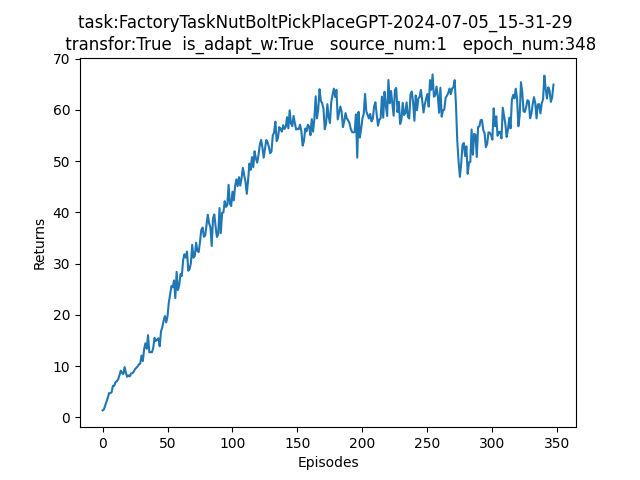 task:FactoryTaskNutBoltPickPlaceGPT-2024-07-05_15-31-29
transfor:True  is_adapt_w:True   source_num:1   epoch_num:348
70
60
50
40
30
20
10
0
Returns
0 50 100 150 200 250 300 350
Episodes